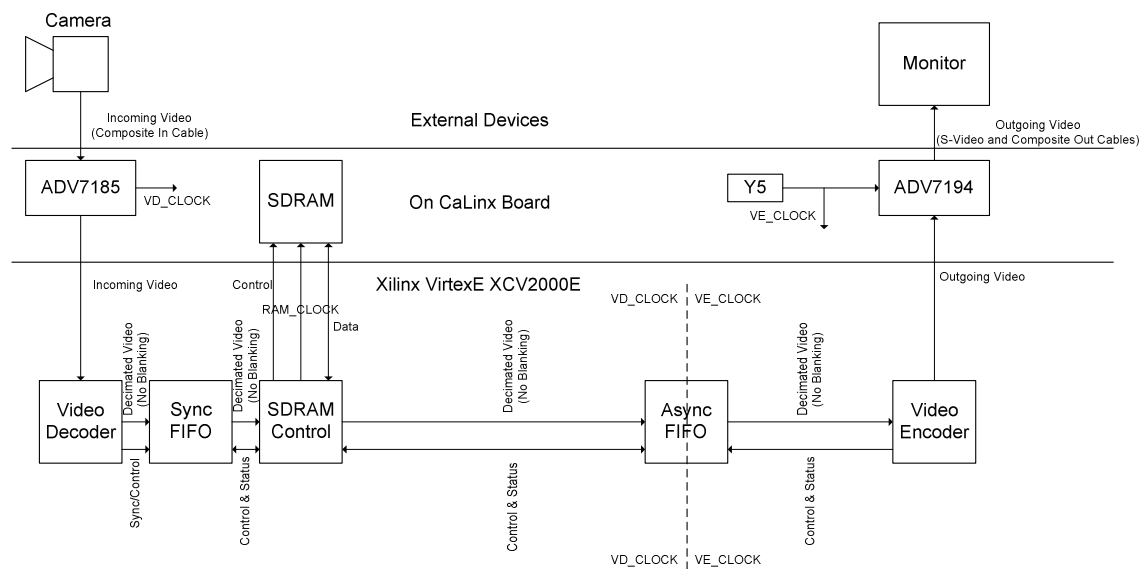 Camera
Incoming Video
(Composite In Cable)
External Devices
Monitor
Outgoing Video
(S-Video and Composite Out Cables)
ADV7185
VD_CLOCK
SDRAM
On CaLinx Board
Y5
VE_CLOCK
ADV7194
Incoming Video
Control
RAM_CLOCK
Data
Xilinx VirtexE XCV2000E
VD_CLOCK
VE_CLOCK
Outgoing Video
Decimated Video
(No Blanking)
Decimated Video
(No Blanking)
Decimated Video
(No Blanking)
Decimated Video
(No Blanking)
Video
Decoder
Sync
FIFO
SDRAM
Control
Async
FIFO
Video
Encoder
Sync/Control
Control & Status
Control & Status
Control & Status
VD_CLOCK
VE_CLOCK